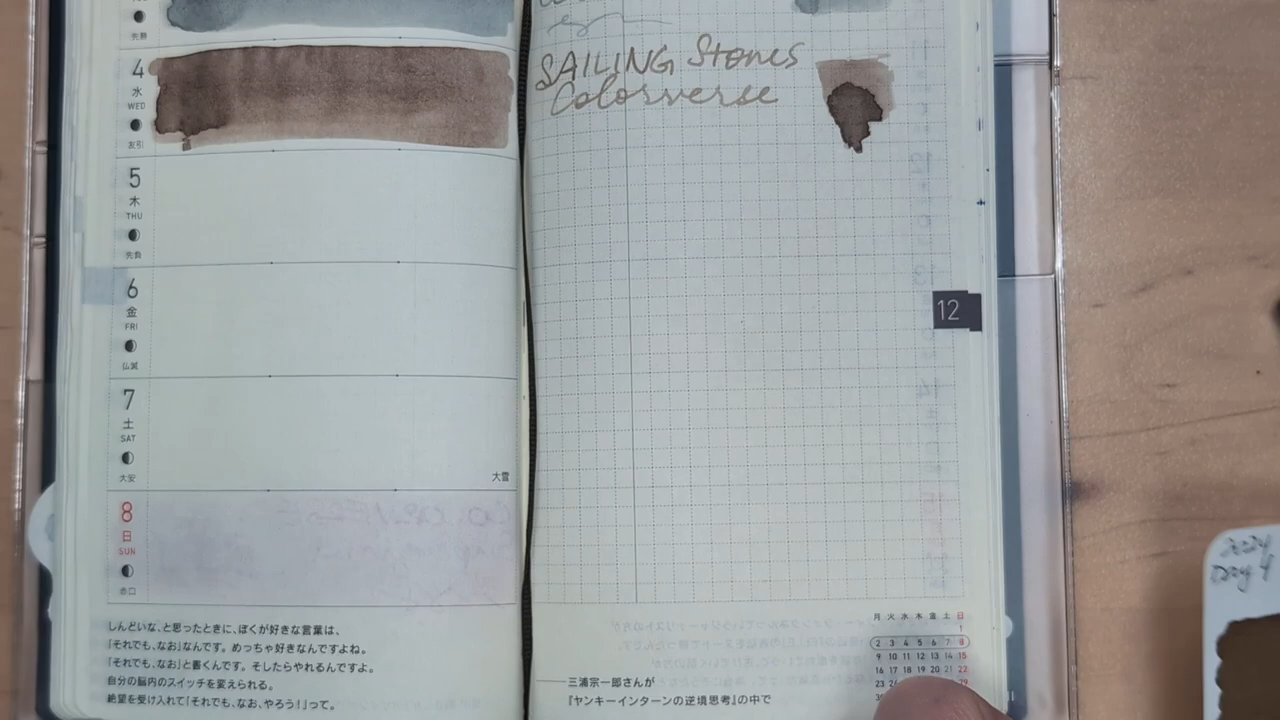 先勝
SAILING Stones
Colorverse
4
水
WED
友引
5
木
THU
先負
6
金
FRI
仏滅
12
7
土
SAT
大安
大雪
8
日
SUN
赤口
2024
Day 4
しんどいな、と思ったときに、ぼくが好きな言葉は、
「それでも、なお」なんです。めっちゃ好きなんですよね。
「それでも、なお」と書くんです。そしたらやれるんですよ。
自分の脳内のスイッチを変えられる。
絶望を受け入れて「それでも、なお、やろう！」って。
三浦宗一郎さんが
『ヤンキーインターンの逆境思考』の中で
月 火 水 木 金 土 日
1
2 3 4 5 6 7 8
9 10 11 12 13 14 15
16 17 18 19 20 21 22
23 29